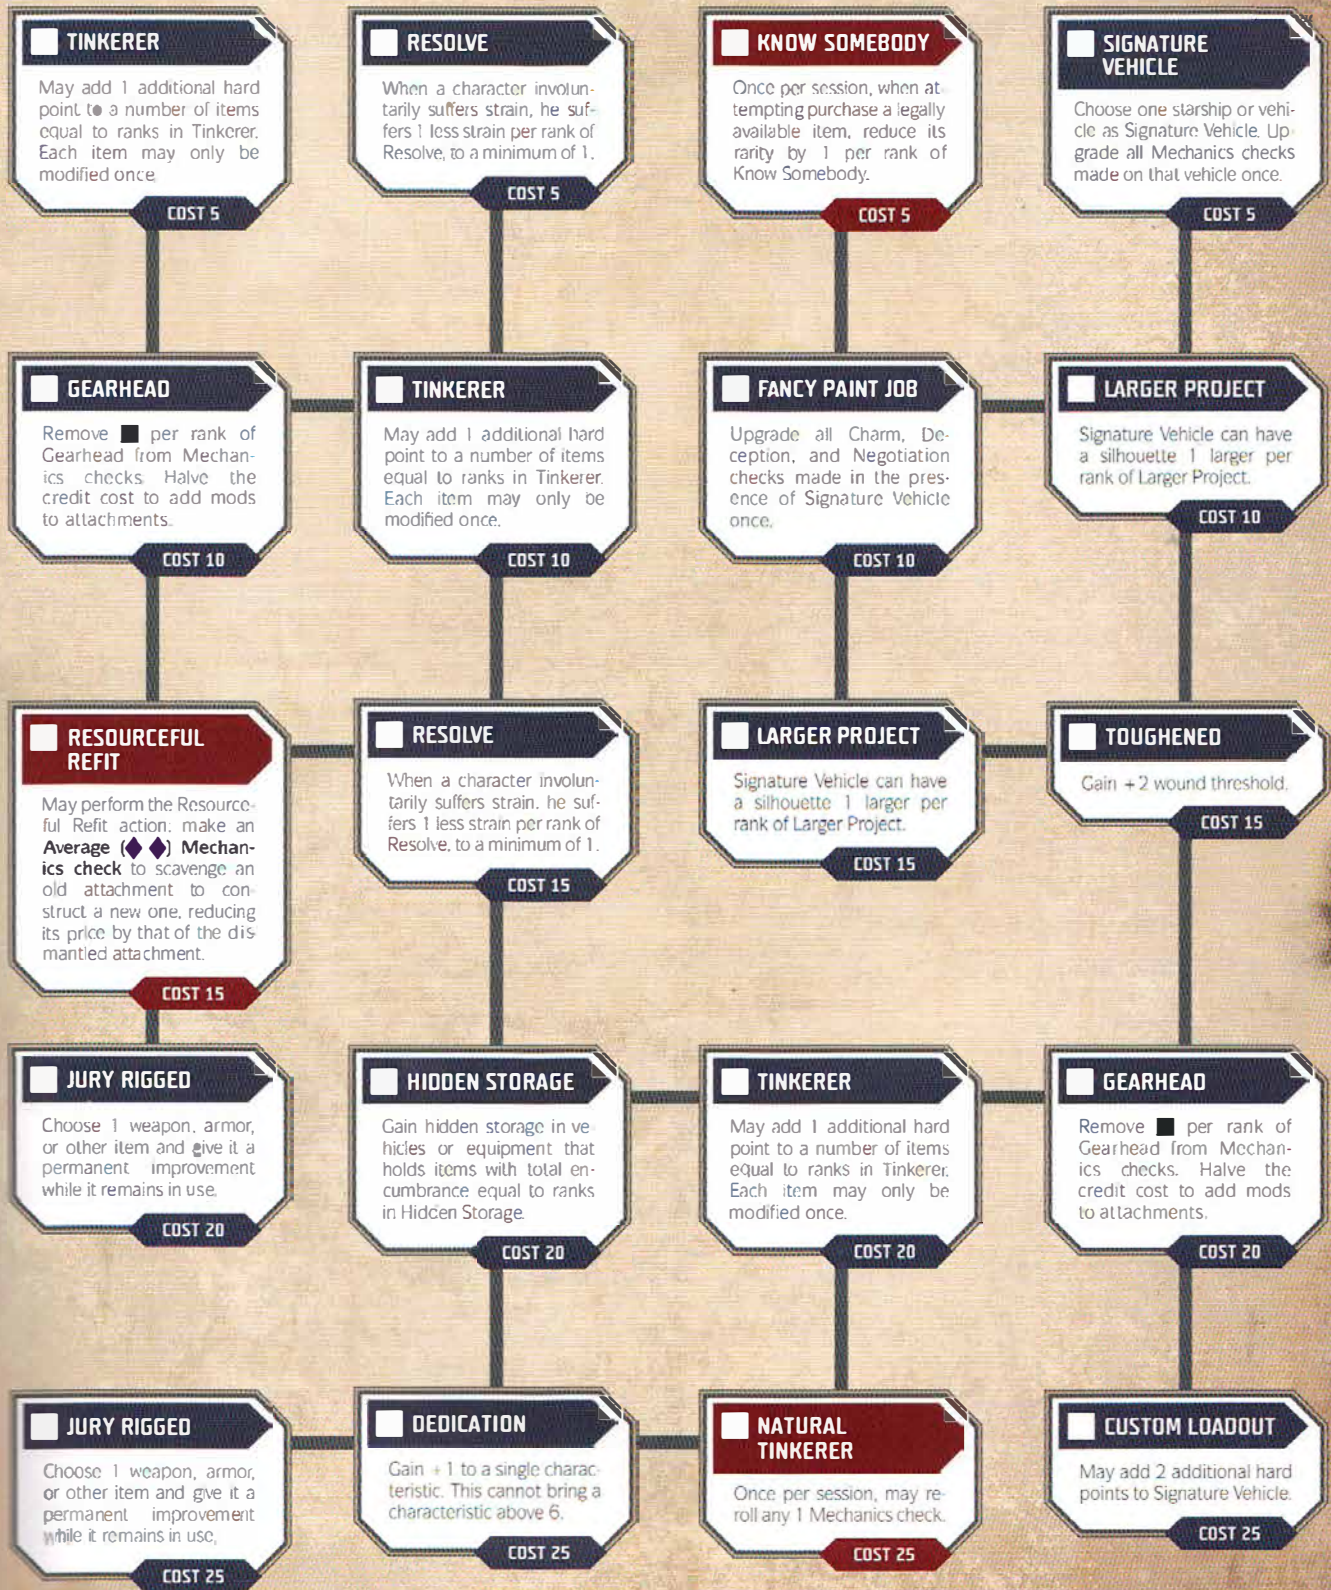 TINKERER
May add 1 additional hard
point to a number of items
equal to ranks in Tinkerer.
Each item may only be
modified once.
COST 5
RESOLVE
When a character involun-
tarily suffers strain, he suf-
fers 1 less strain per rank of
Resolve, to a minimum of 1.
COST 5
KNOW SOMEBODY
Once per session, when at-
tempting purchase a legally
available item, reduce its
rarity by 1 per rank of
Know Somebody.
COST 5
SIGNATURE
VEHICLE
Choose one starship or vehi-
cle as Signature Vehicle. Up-
grade all Mechanics checks
made on that vehicle once.
COST 5
GEARHEAD
Remove ■ per rank of
Gearhead from Mechan-
ics checks. Halve the
credit cost to add mods
to attachments.
COST 10
TINKERER
May add 1 additional hard
point to a number of items
equal to ranks in Tinkerer.
Each item may only be
modified once.
COST 10
FANCY PAINT JOB
Upgrade all Charm, De-
ception, and Negotiation
checks made in the pres-
ence of Signature Vehicle
once.
COST 10
LARGER PROJECT
Signature Vehicle can have
a silhouette 1 larger per
rank of Larger Project.
COST 10
RESOURCEFUL
REFIT
May perform the Resource-
ful Refit action; make an
Average (◆ ◆) Mechan-
ics check to scavenge an
old attachment to con-
struct a new one, reducing
its price by that of the dis-
mantled attachment.
COST 15
RESOLVE
When a character involun-
tarily suffers strain, he suf-
fers 1 less strain per rank of
Resolve, to a minimum of 1.
COST 15
LARGER PROJECT
Signature Vehicle can have
a silhouette 1 larger per
rank of Larger Project.
COST 15
TOUGHENED
Gain +2 wound threshold.
COST 15
JURY RIGGED
Choose 1 weapon, armor,
or other item and give it a
permanent improvement
while it remains in use.
COST 20
HIDDEN STORAGE
Gain hidden storage in ve-
hicles or equipment that
holds items with total en-
cumbrance equal to ranks
in Hidden Storage.
COST 20
TINKERER
May add 1 additional hard
point to a number of items
equal to ranks in Tinkerer.
Each item may only be
modified once.
COST 20
GEARHEAD
Remove ■ per rank of
Gearhead from Mechan-
ics checks. Halve the
credit cost to add mods
to attachments.
COST 20
JURY RIGGED
Choose 1 weapon, armor,
or other item and give it a
permanent improvement
while it remains in use.
COST 25
DEDICATION
Gain +1 to a single charac-
teristic. This cannot bring a
characteristic above 6.
COST 25
NATURAL
TINKERER
Once per session, may re-
roll any 1 Mechanics check.
COST 25
CUSTOM LOADOUT
May add 2 additional hard
points to Signature Vehicle.
COST 25